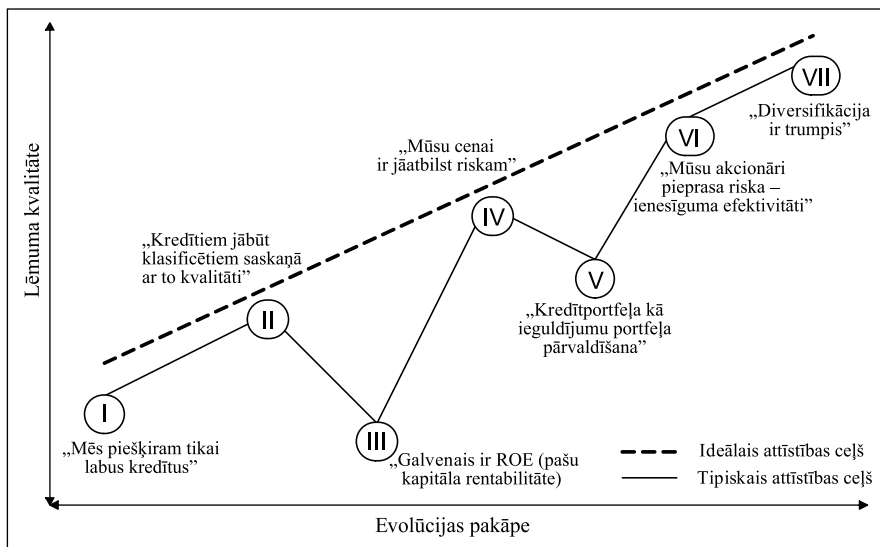 Lēmuma kvalitāte
VII
„Diversifikācija
ir trumpis”
VI
„Mūsu akcionāri
pieprasa riska –
ienesīguma efektivitāti”
„Mūsu cenai
ir jāatbilst riskam”
IV
V
„Kredītportfeļa kā
ieguldījumu portfeļa
pārvaldīšana”
„Kredītiem jābūt
klasificētiem saskaņā
ar to kvalitāti”
II
I
„Mēs piešķiram tikai
labus kredītus”
III
„Galvenais ir ROE (pašu
kapitāla rentabilitāte)
Ideālais attīstības ceļš
Tipiskais attīstības ceļš
Evolūcijas pakāpe